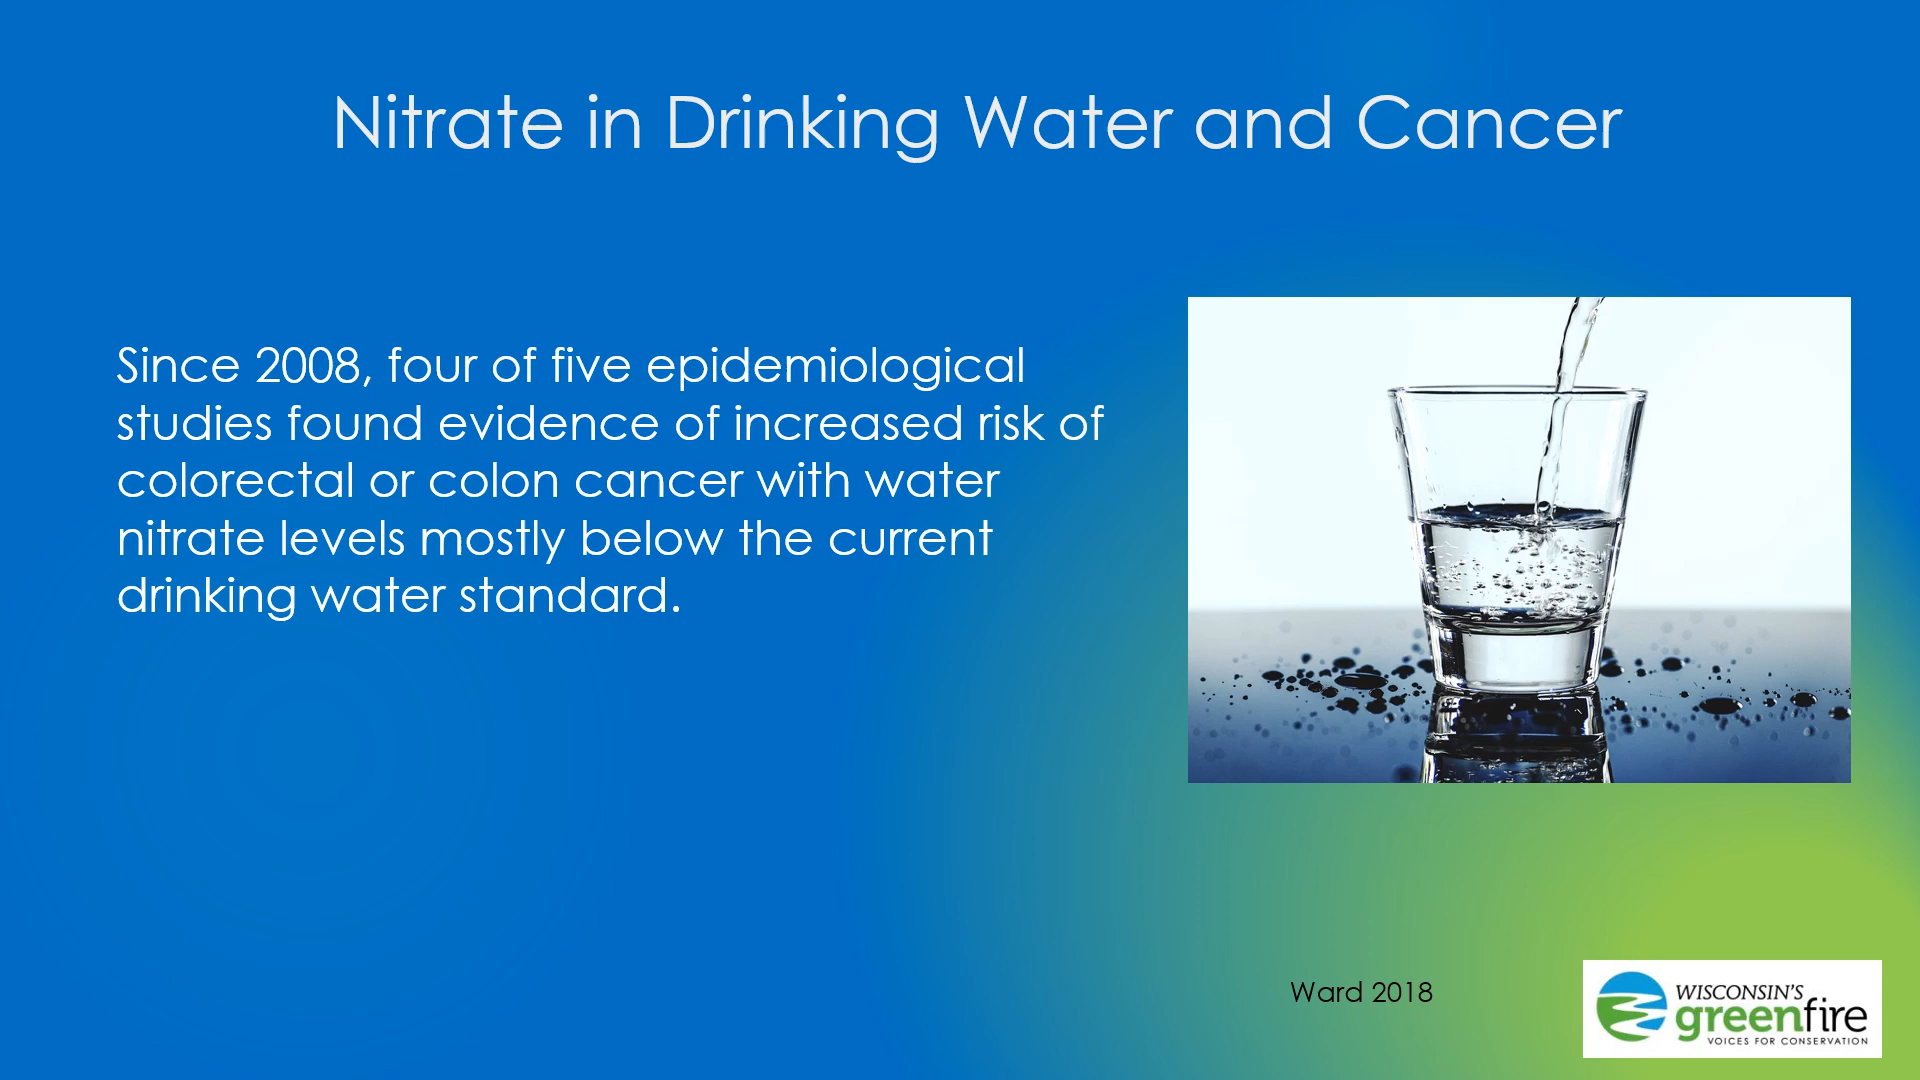 Nitrate in Drinking Water and Cancer
Since 2008, four of five epidemiological
studies found evidence of increased risk of
colorectal or colon cancer with water
nitrate levels mostly below the current
drinking water standard.
Ward 2018
WISCONSIN'S
greenfire
VOICES FOR CONSERVATION